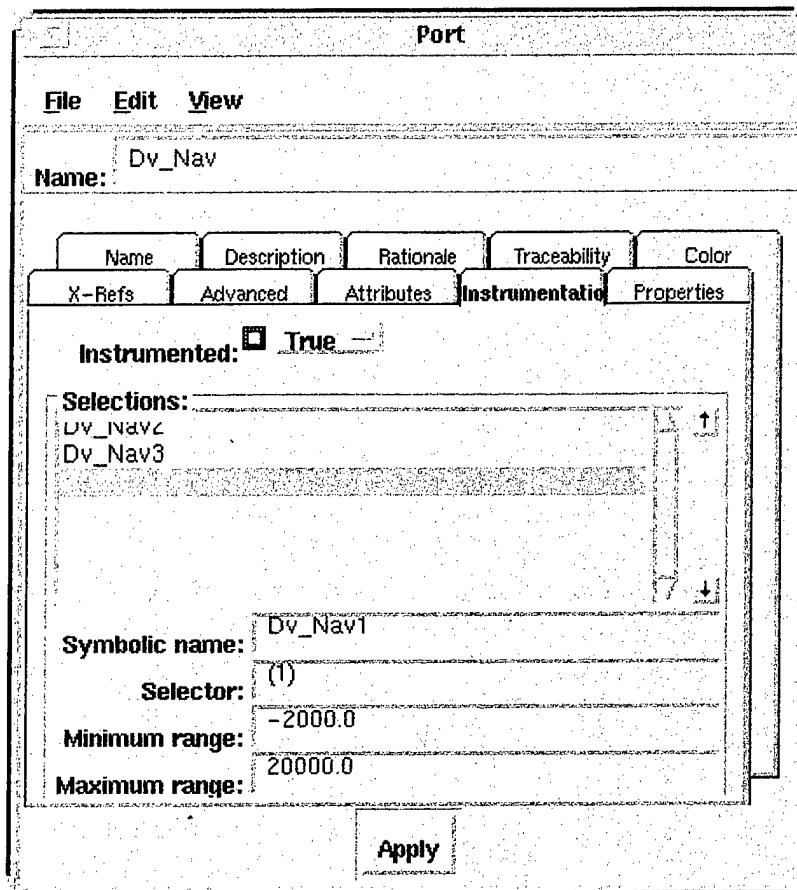 Port
File Edit View
Name: Dv_Nav
Name Description Rationale Traceability Color
X-Refs Advanced Attributes Instrumentatio Properties
Instrumented: True
Selections:
Dv_Nav2
Dv_Nav3
Symbolic name: Dv_Nav1
Selector: (1)
Minimum range: -2000.0
Maximum range: 20000.0
Apply